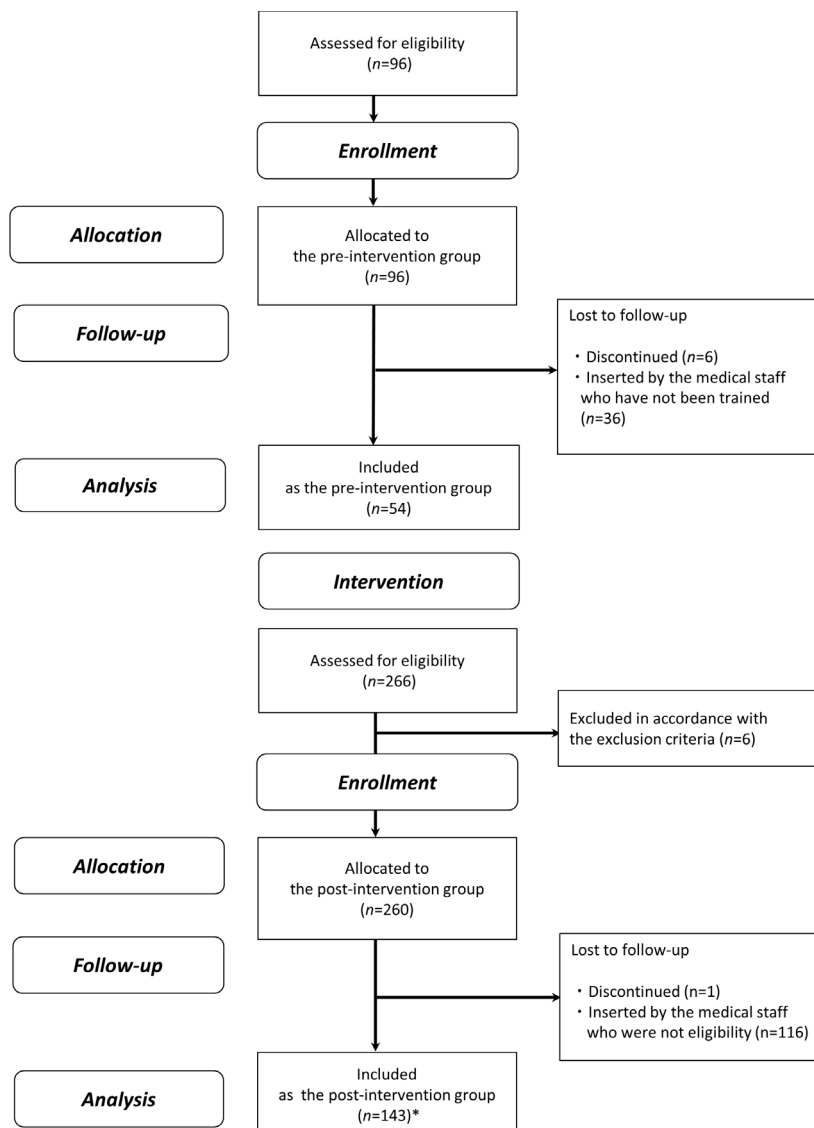 Assessed for eligibility
(n=96)
Enrollment
Allocation
Allocated to
the pre-intervention group
(n=96)
Follow-up
Lost to follow-up
・Discontinued (n=6)
・Inserted by the medical staff
who have not been trained
(n=36)
Analysis
Included
as the pre-intervention group
(n=54)
Intervention
Assessed for eligibility
(n=266)
Excluded in accordance with
the exclusion criteria (n=6)
Enrollment
Allocation
Allocated to
the post-intervention group
(n=260)
Follow-up
Lost to follow-up
・Discontinued (n=1)
・Inserted by the medical staff
who were not eligibility (n=116)
Analysis
Included
as the post-intervention group
(n=143)*